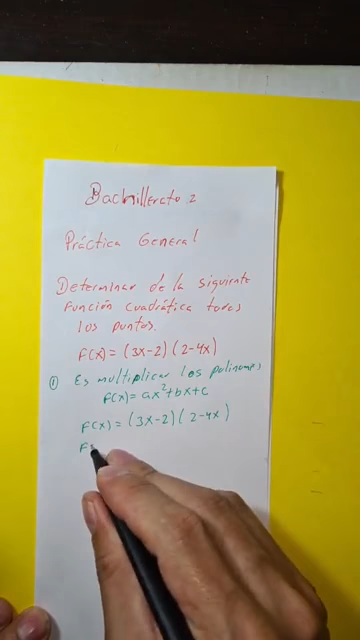 Bachillerato 2
Práctica General
Determinar de la siguiente
función cuadrática todos
los puntos.
F(x) = (3x-2)(2-4x)
① Es multiplicar los polinomios
F(x) = ax²+bx+c
F(x) = (3x-2)(2-4x)
F